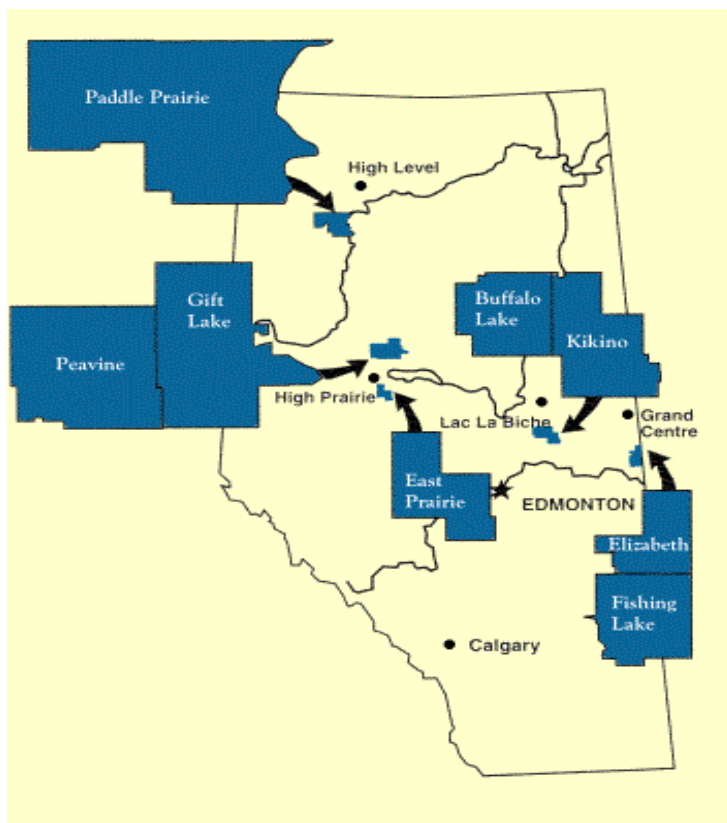 Paddle Prairie
High Level
Gift
Lake
Buffalo
Lake
Kikino
Peavine
High Prairie
Lac La Biche
Grand
Centre
East
Prairie
EDMONTON
Elizabeth
Fishing
Lake
Calgary